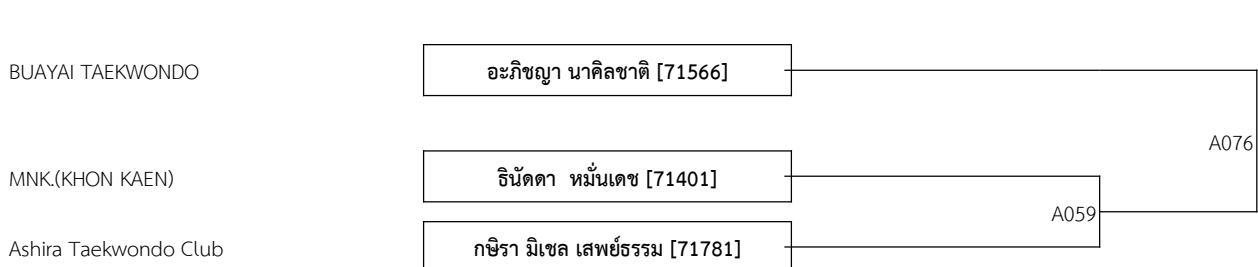 BUAYAI TAEKWONDO อะภิชญา นาคิลชาติ [71566]
A076
MNK.(KHON KAEN) ธินัดดา หมั่นเดช [71401]
A059
Ashira Taekwondo Club กษิรา มิเชล เสพย์ธรรม [71781]